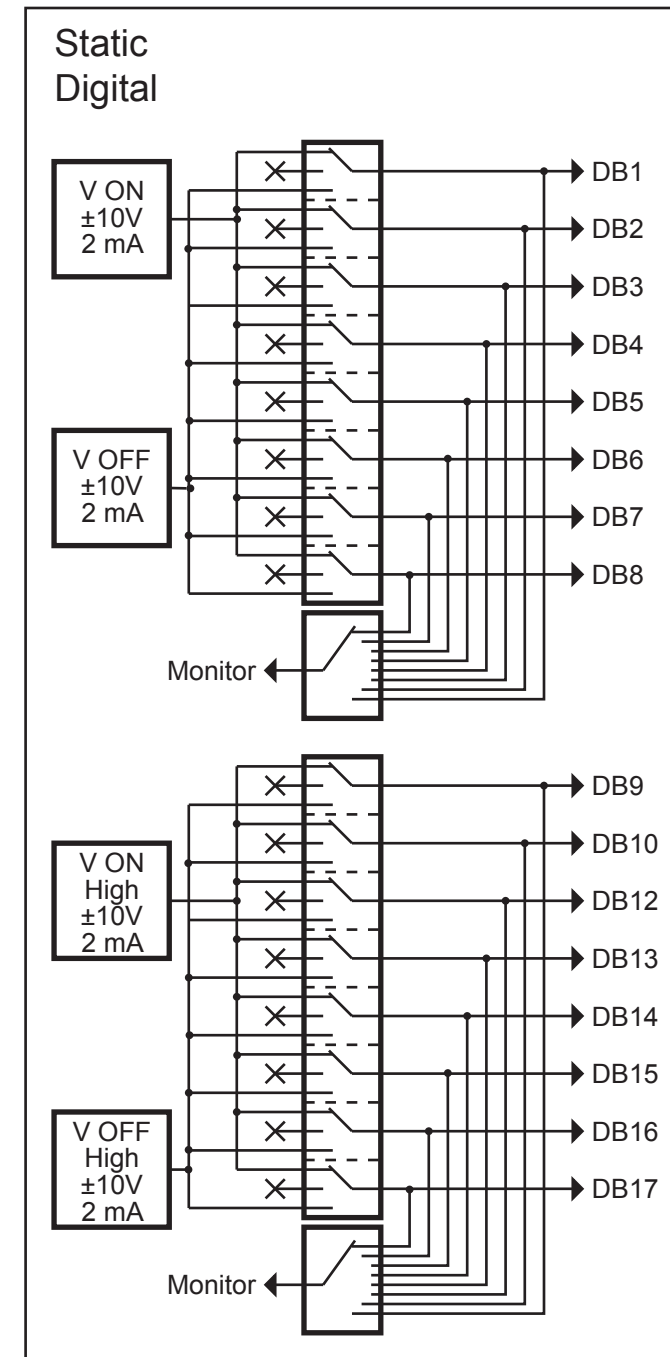 Static
Digital
V ON
±10V
2 mA
V OFF
±10V
2 mA
DB1
DB2
DB3
DB4
DB5
DB6
DB7
DB8
Monitor
V ON
High
±10V
2 mA
V OFF
High
±10V
2 mA
DB9
DB10
DB12
DB13
DB14
DB15
DB16
DB17
Monitor